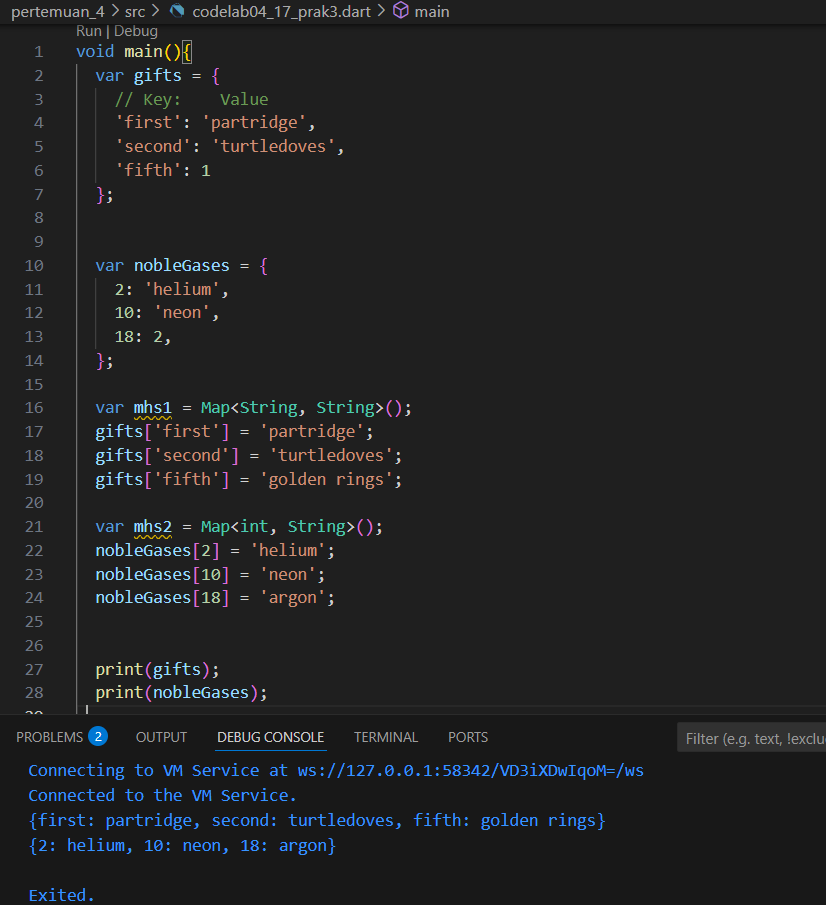 pertemuan_4 > src > codelab04_17_prak3.dart > main
Run | Debug
1 void main(){
2 var gifts = {
3 // Key:    Value
4 'first': 'partridge',
5 'second': 'turtledoves',
6 'fifth': 1
7 };
8
9
10 var nobleGases = {
11 2: 'helium',
12 10: 'neon',
13 18: 2,
14 };
15
16 var mhs1 = Map<String, String>();
17 gifts['first'] = 'partridge';
18 gifts['second'] = 'turtledoves';
19 gifts['fifth'] = 'golden rings';
20
21 var mhs2 = Map<int, String>();
22 nobleGases[2] = 'helium';
23 nobleGases[10] = 'neon';
24 nobleGases[18] = 'argon';
25
26
27 print(gifts);
28 print(nobleGases);
PROBLEMS 2 OUTPUT DEBUG CONSOLE TERMINAL PORTS Filter (e.g. text, !exclu
Connecting to VM Service at ws://127.0.0.1:58342/VD3iXDwIqoM=/ws
Connected to the VM Service.
{first: partridge, second: turtledoves, fifth: golden rings}
{2: helium, 10: neon, 18: argon}
Exited.